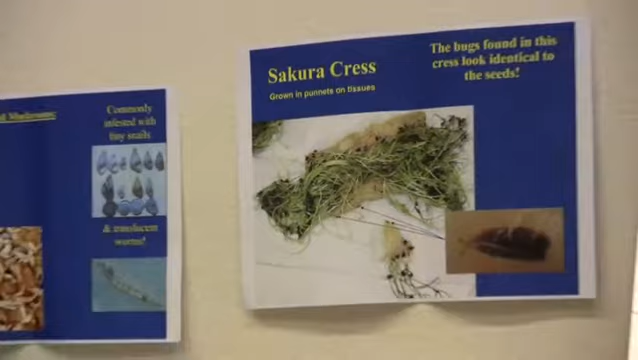 Commonly
infested with
tiny snails
& translucent
worms!
Sakura Cress
Grown in punnets on tissues
The bugs found in this
cress look identical to
the seeds!